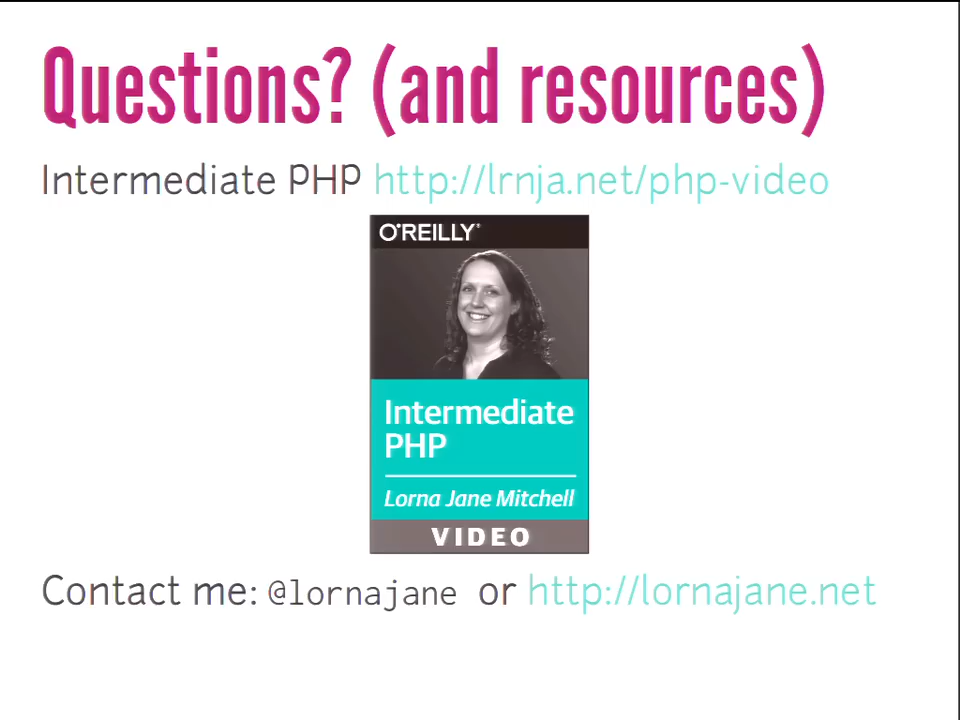 Questions? (and resources)
Intermediate PHP http://lrnja.net/php-video
O'REILLY®
Intermediate
PHP
Lorna Jane Mitchell
VIDEO
Contact me: @lornajane or http://lornajane.net